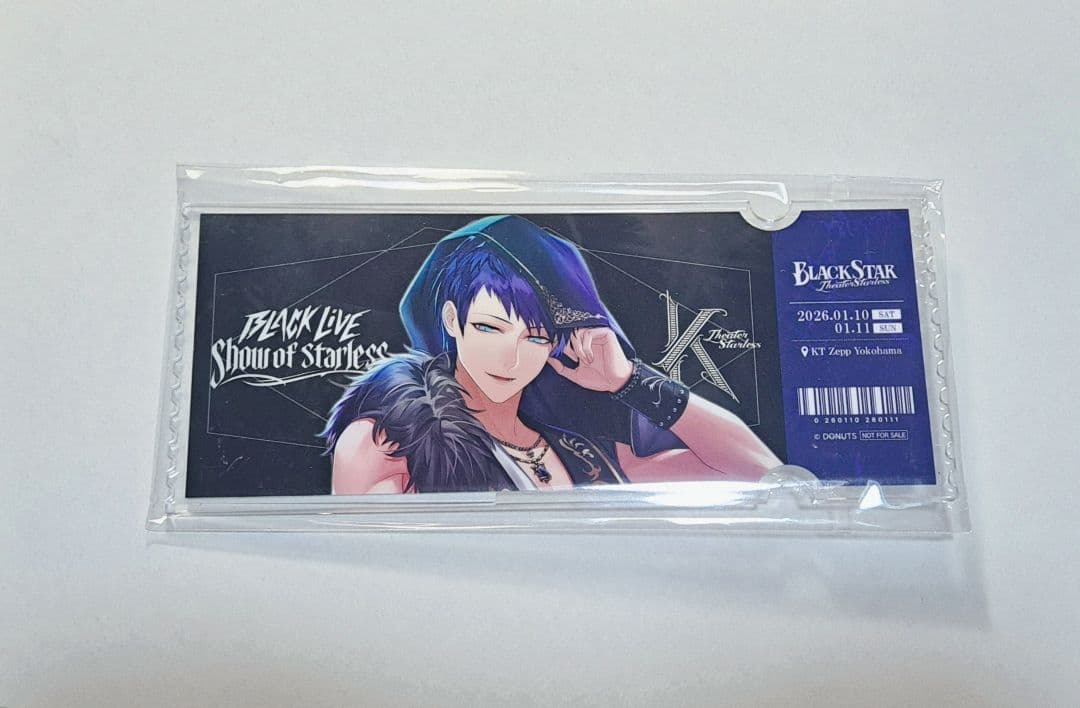 BLACK LIVE
Show of Starless
K
Theater
Starless
BLACKSTAR
Theater Starless
2026.01.10 SAT
01.11 SUN
KT Zepp Yokohama
0 260110 260111
© DONUTS NOT FOR SALE